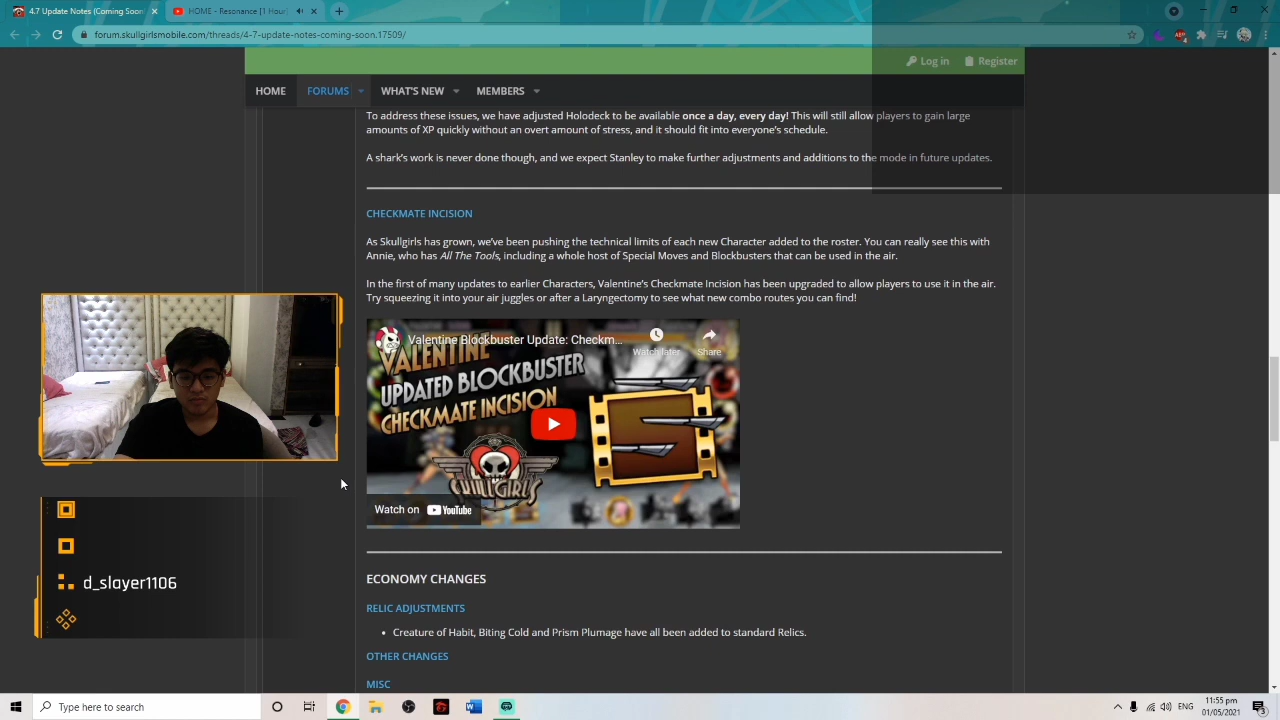 4.7 Update Notes (Coming Soon!
HOME - Resonance [1 Hour]
forum.skullgirlsmobile.com/threads/4-7-update-notes-coming-soon.17509/
Log in Register
HOME FORUMS WHAT'S NEW MEMBERS
To address these issues, we have adjusted Holodeck to be available once a day, every day! This will still allow players to gain large
amounts of XP quickly without an overt amount of stress, and it should fit into everyone's schedule.
A shark's work is never done though, and we expect Stanley to make further adjustments and additions to the mode in future updates.
CHECKMATE INCISION
As Skullgirls has grown, we've been pushing the technical limits of each new Character added to the roster. You can really see this with
Annie, who has All The Tools, including a whole host of Special Moves and Blockbusters that can be used in the air.
In the first of many updates to earlier Characters, Valentine's Checkmate Incision has been upgraded to allow players to use it in the air.
Try squeezing it into your air juggles or after a Laryngectomy to see what new combo routes you can find!
Valentine Blockbuster Update: Checkm...
Watch later Share
VALENTINE
UPDATED BLOCKBUSTER
CHECKMATE INCISION
SKULLGIRLS
Watch on YouTube
d_slayer1106
ECONOMY CHANGES
RELIC ADJUSTMENTS
Creature of Habit, Biting Cold and Prism Plumage have all been added to standard Relics.
OTHER CHANGES
MISC
Type here to search
ENG
11:55 pm
01/05/2021
3